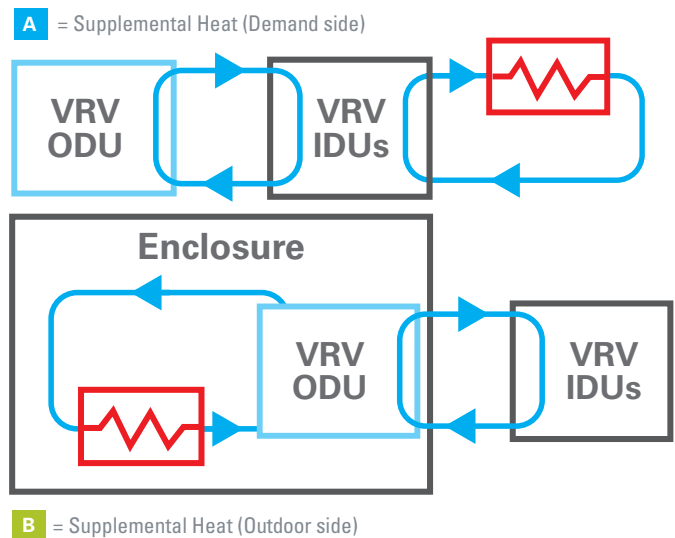 A = Supplemental Heat (Demand side)
VRV
ODU
VRV
IDUs
Enclosure
VRV
ODU
VRV
IDUs
B = Supplemental Heat (Outdoor side)